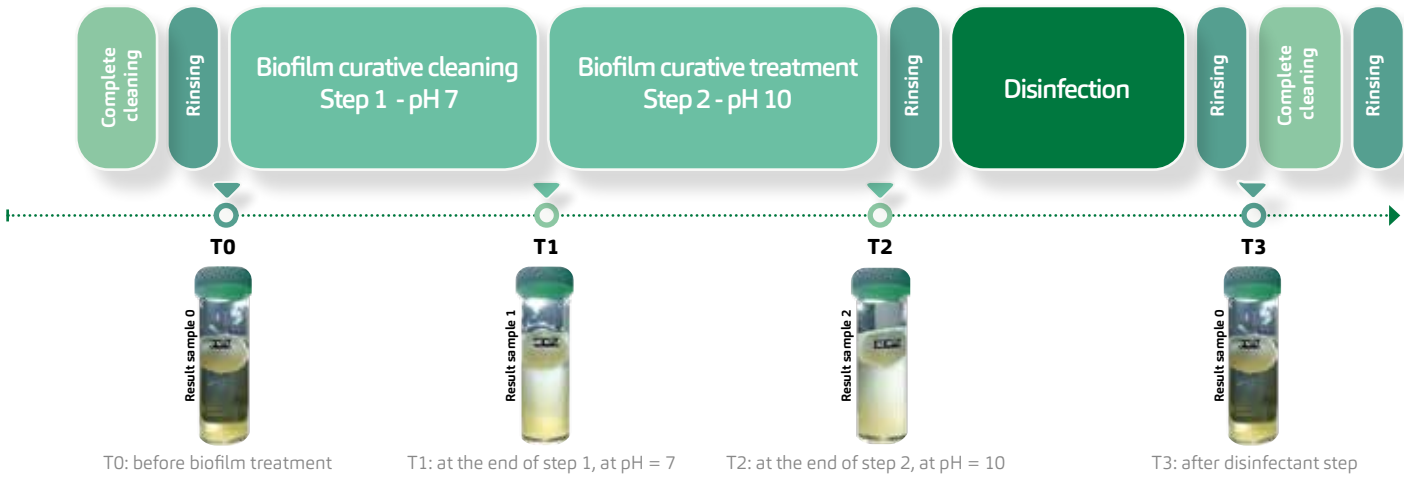 Complete
cleaning
Rinsing
Biofilm curative cleaning
Step 1 - pH 7
Biofilm curative treatment
Step 2 - pH 10
Rinsing
Disinfection
Rinsing
Complete
cleaning
Rinsing
T0
T1
T2
T3
Result sample 0
Result sample 1
Result sample 2
Result sample 0
T0: before biofilm treatment
T1: at the end of step 1, at pH = 7
T2: at the end of step 2, at pH = 10
T3: after disinfectant step